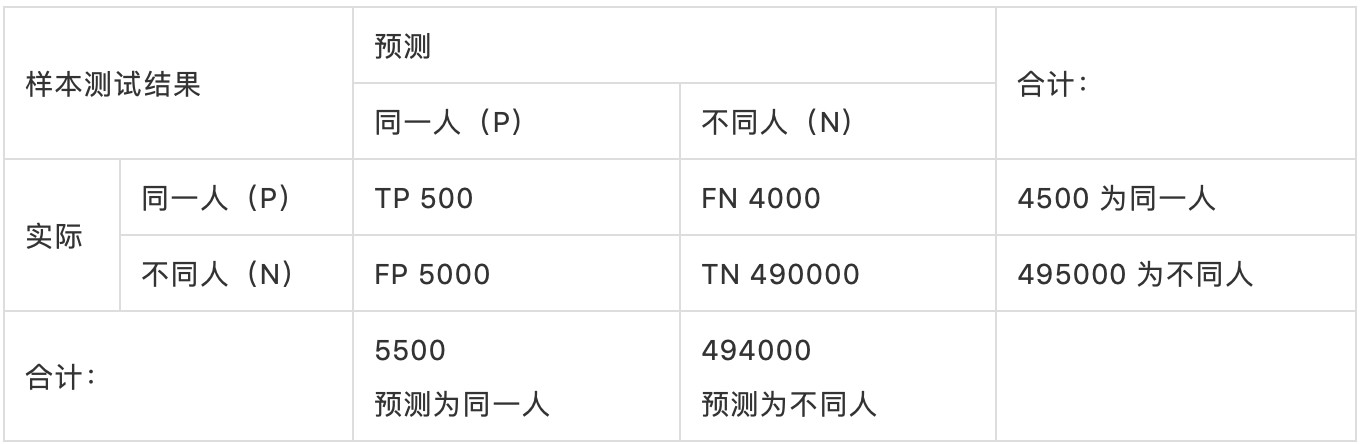 样本测试结果
预测
合计：
同一人（P）
不同人（N）
实际
同一人（P）
TP 500
FN 4000
4500 为同一人
不同人（N）
FP 5000
TN 490000
495000 为不同人
合计：
5500
预测为同一人
494000
预测为不同人